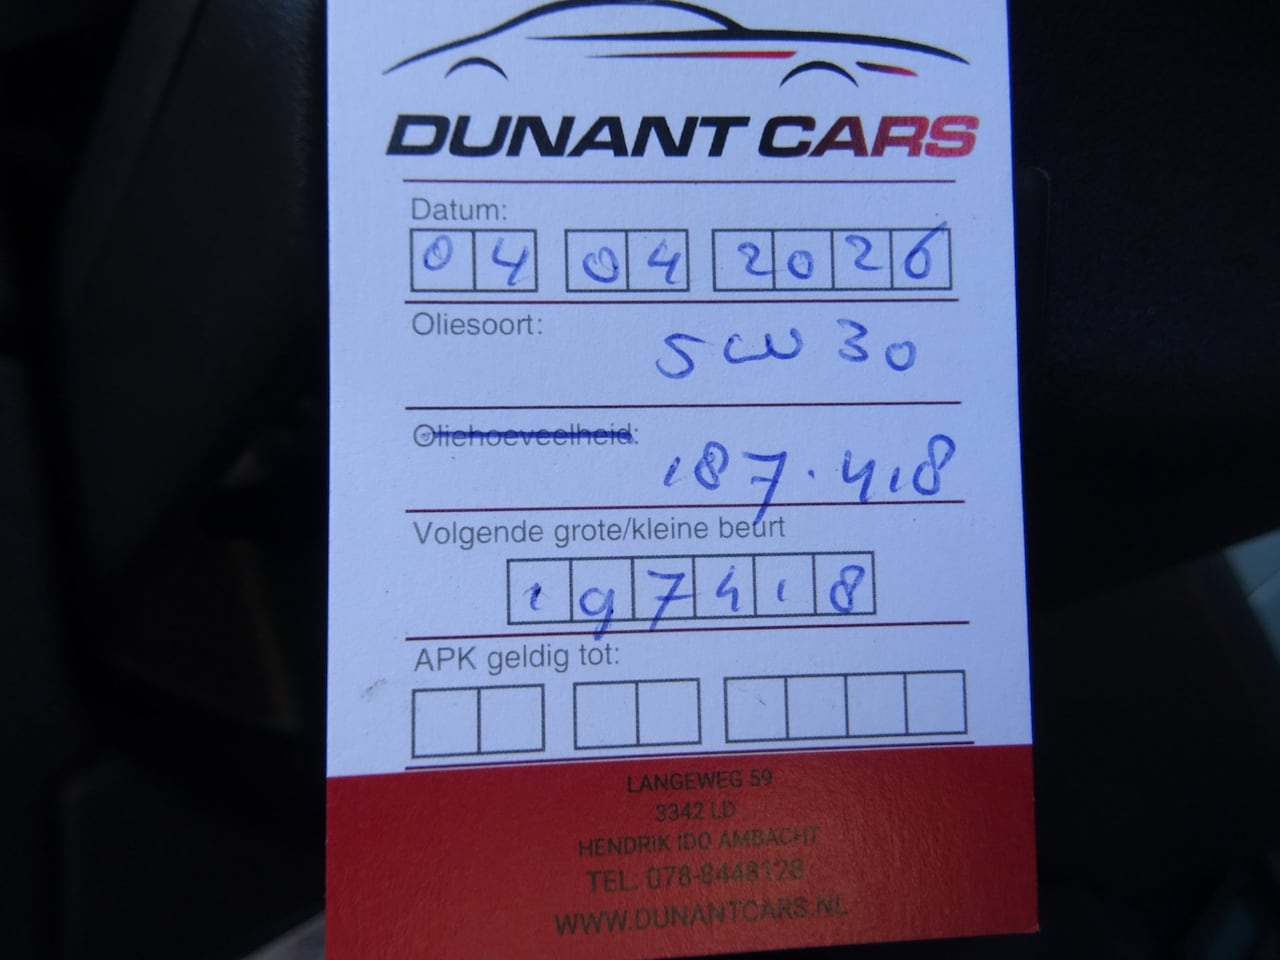 DUNANT CARS
Datum:
04 04 2026
Oliesoort:
5W30
Oliehoeveelheid:
187.418
Volgende grote/kleine beurt
197418
APK geldig tot:
LANGEWEG 59
3342 LD
HENDRIK IDO AMBACHT
TEL: 078-8448128
WWW.DUNANTCARS.NL